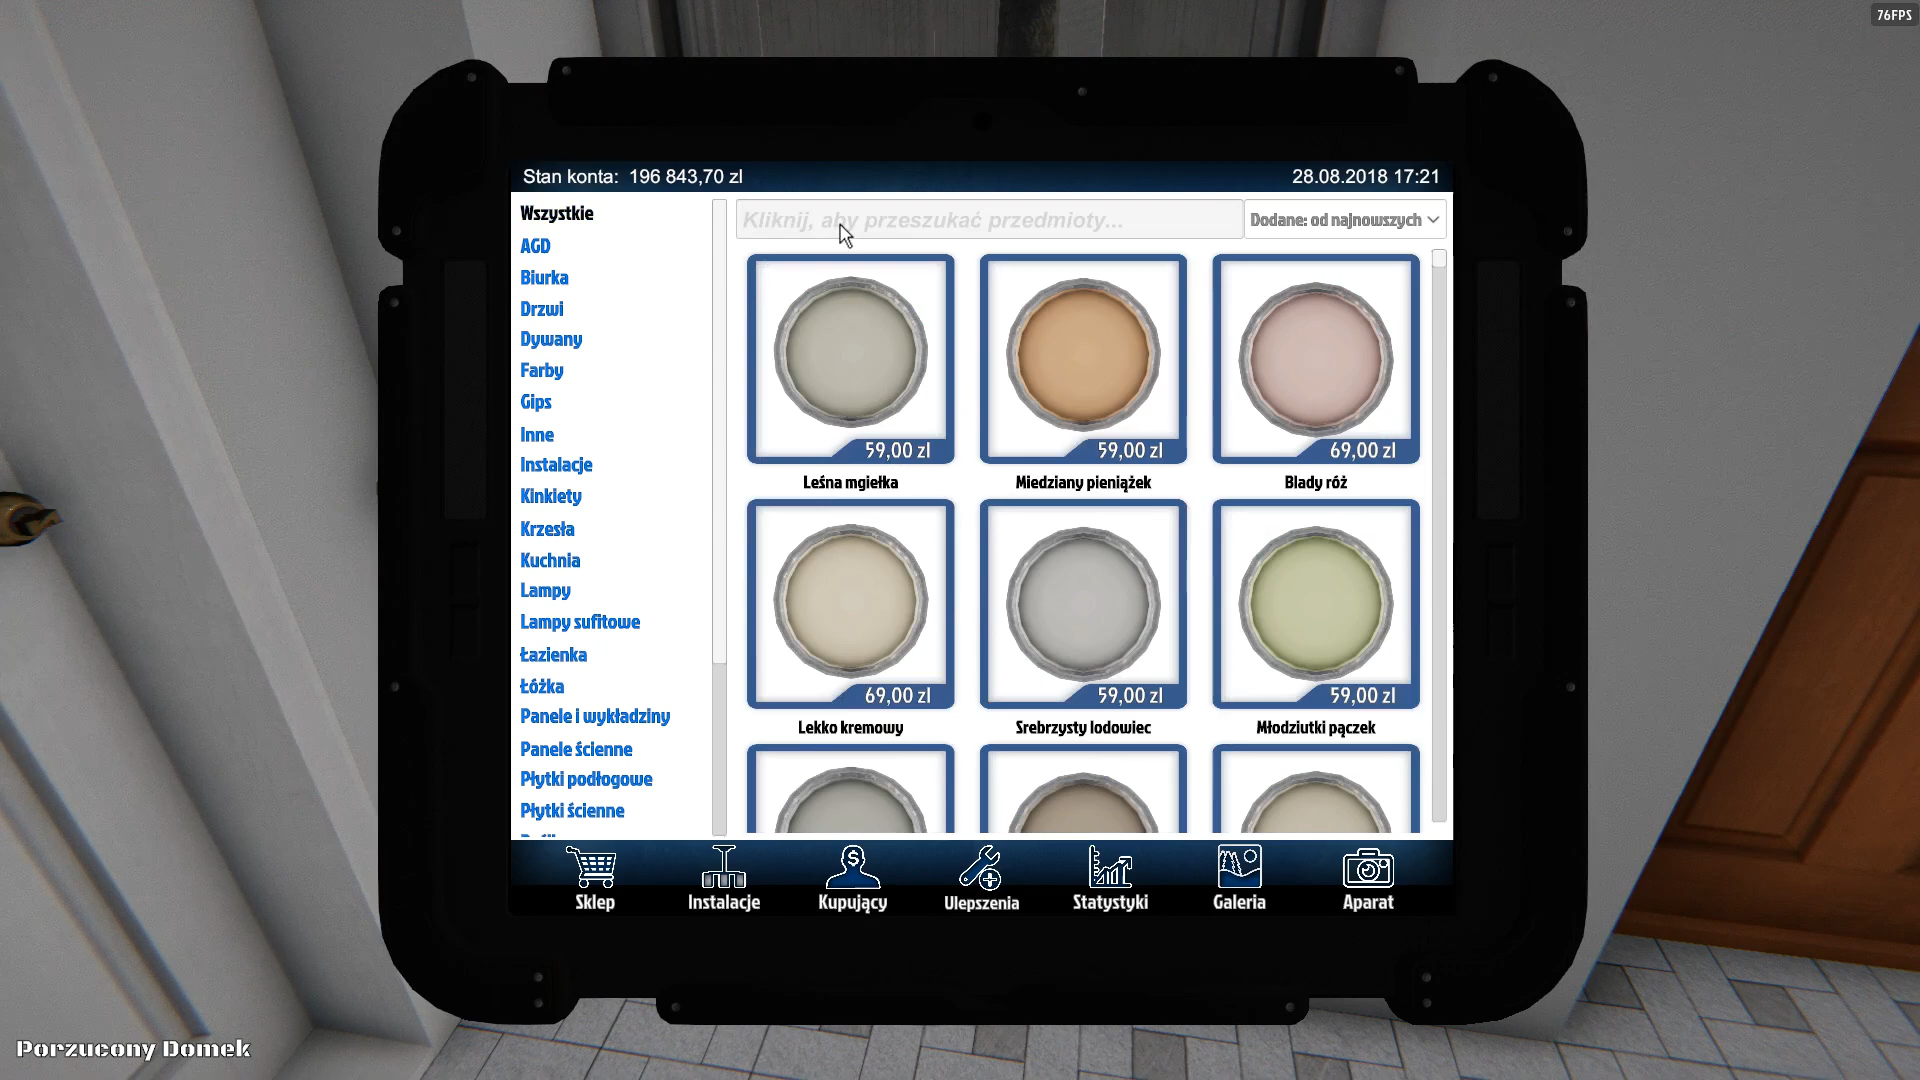 76FPS
Stan konta: 196 843,70 zl
28.08.2018 17:21
Wszystkie
AGD
Biurka
Drzwi
Dywany
Farby
Gips
Inne
Instalacje
Kinkiety
Krzesła
Kuchnia
Lampy
Lampy sufitowe
Łazienka
Łóżka
Panele i wykładziny
Panele ścienne
Płytki podłogowe
Płytki ścienne
Kliknij, aby przeszukać przedmioty...
Dodane: od najnowszych
59,00 zl
59,00 zl
69,00 zl
Leśna mgiełka
Miedziany pieniążek
Blady róż
69,00 zl
59,00 zl
59,00 zl
Lekko kremowy
Srebrzysty lodowiec
Młodziutki pączek
Sklep
Instalacje
Kupujący
Ulepszenia
Statystyki
Galeria
Aparat
Porzucony Domek